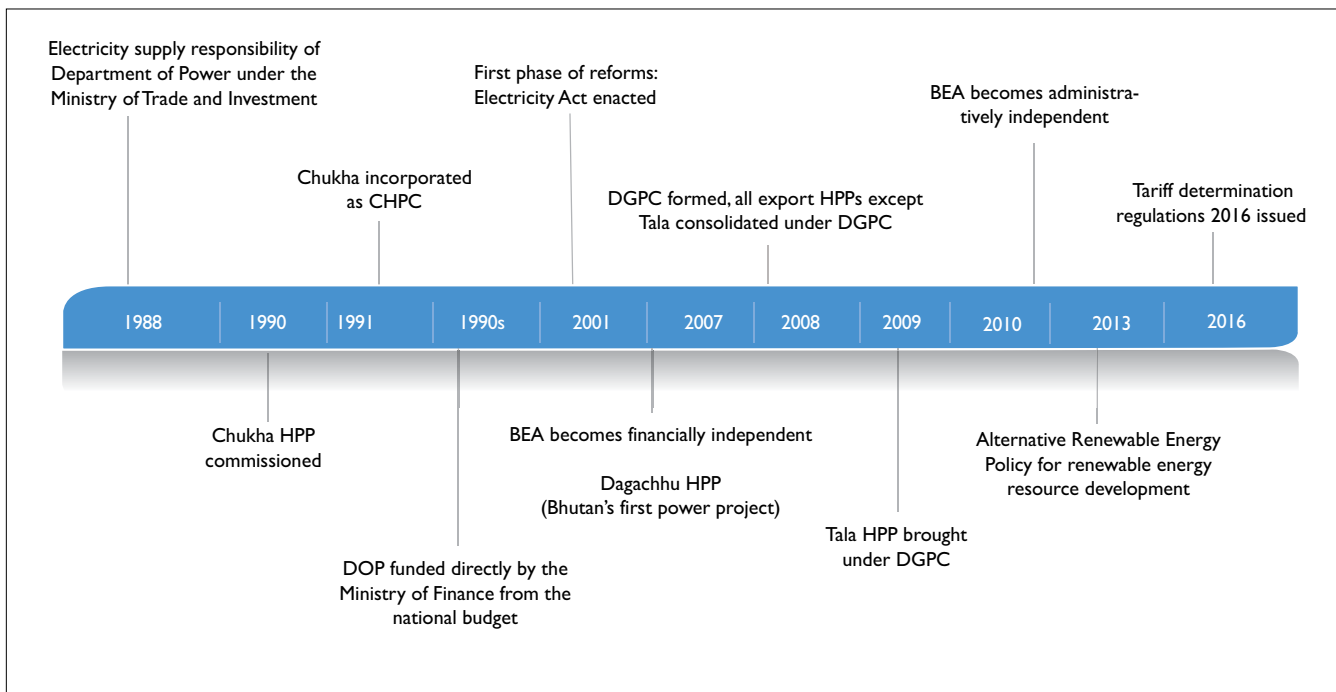 Electricity supply responsibility of
Department of Power under the
Ministry of Trade and Investment
Chukha incorporated
as CHPC
First phase of reforms:
Electricity Act enacted
DGPC formed, all export HPPs except
Tala consolidated under DGPC
BEA becomes administra-
tively independent
Tariff determination
regulations 2016 issued
1988
1990
1991
1990s
2001
2007
2008
2009
2010
2013
2016
Chukha HPP
commissioned
DOP funded directly by the
Ministry of Finance from the
national budget
BEA becomes financially independent
Dagachhu HPP
(Bhutan's first power project)
Tala HPP brought
under DGPC
Alternative Renewable Energy
Policy for renewable energy
resource development